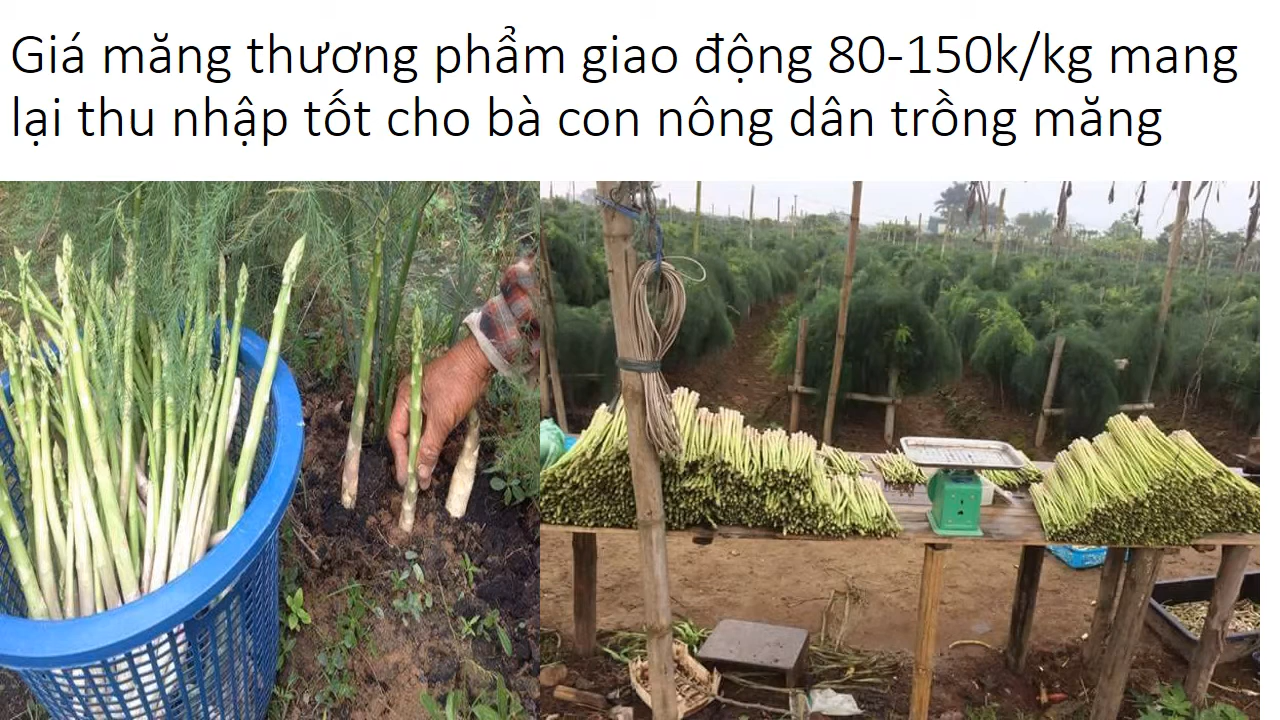 Giá măng thương phẩm giao động 80-150k/kg mang
lại thu nhập tốt cho bà con nông dân trồng măng